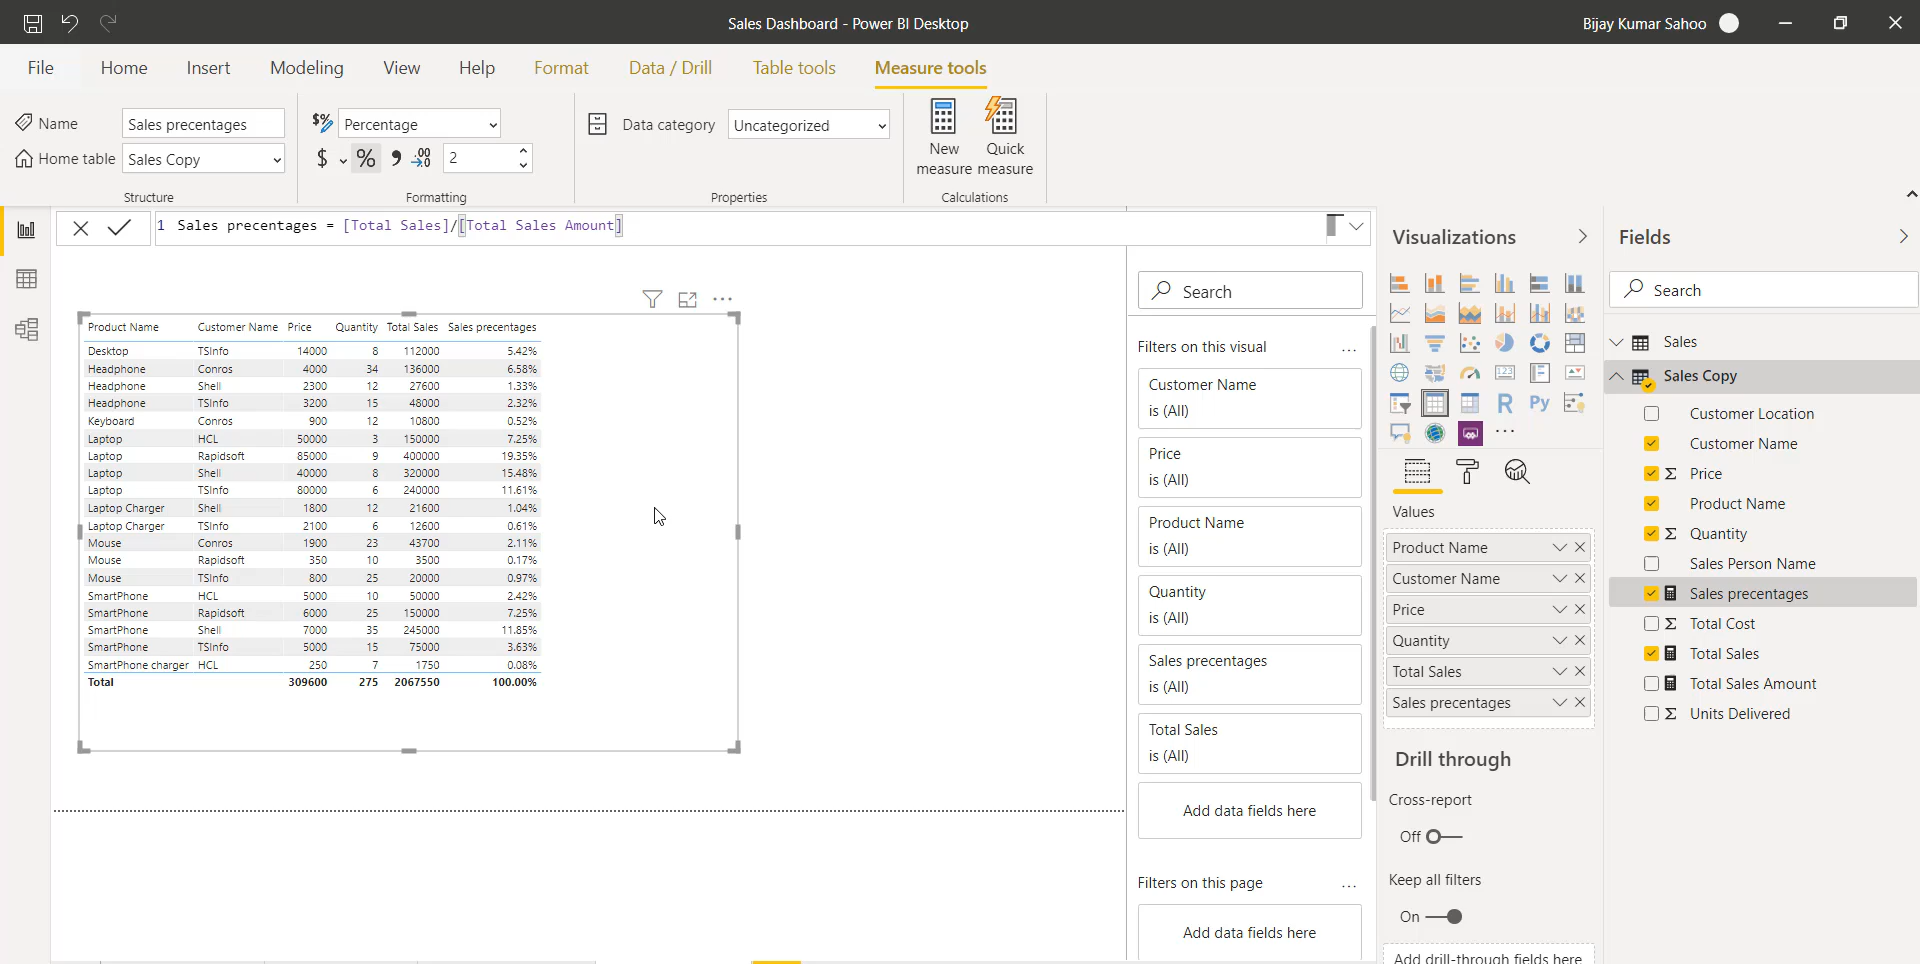 Sales Dashboard - Power BI Desktop
Bijay Kumar Sahoo
File Home Insert Modeling View Help Format Data / Drill Table tools Measure tools
Name Sales precentages
Home table Sales Copy
Structure
$% Percentage
$ % 9 .00 2
Formatting
Data category Uncategorized
Properties
New measure
Quick measure
Calculations
1 Sales precentages = [Total Sales]/[Total Sales Amount]
Product Name Customer Name Price Quantity Total Sales Sales precentages
Desktop TSInfo 14000 8 112000 5.42%
Headphone Conros 4000 34 136000 6.58%
Headphone Shell 2300 12 27600 1.33%
Headphone TSInfo 3200 15 48000 2.32%
Keyboard Conros 900 12 10800 0.52%
Laptop HCL 50000 3 150000 7.25%
Laptop Rapidsoft 85000 9 400000 19.35%
Laptop Shell 40000 8 320000 15.48%
Laptop TSInfo 80000 6 240000 11.61%
Laptop Charger Shell 1800 12 21600 1.04%
Laptop Charger TSInfo 2100 6 12600 0.61%
Mouse Conros 1900 23 43700 2.11%
Mouse Rapidsoft 350 10 3500 0.17%
Mouse TSInfo 800 25 20000 0.97%
SmartPhone HCL 5000 10 50000 2.42%
SmartPhone Rapidsoft 6000 25 150000 7.25%
SmartPhone Shell 7000 35 245000 11.85%
SmartPhone TSInfo 5000 15 75000 3.63%
SmartPhone charger HCL 250 7 1750 0.08%
Total 309600 275 2067550 100.00%
Search
Filters on this visual ...
Customer Name
is (All)
Price
is (All)
Product Name
is (All)
Quantity
is (All)
Sales precentages
is (All)
Total Sales
is (All)
Add data fields here
Filters on this page ...
Add data fields here
Visualizations
123
R Py
...
Values
Product Name
Customer Name
Price
Quantity
Total Sales
Sales precentages
Drill through
Cross-report
Off
Keep all filters
On
Add drill-through fields here
Fields
Search
Sales
Sales Copy
Customer Location
Customer Name
Σ Price
Product Name
Σ Quantity
Sales Person Name
Sales precentages
Σ Total Cost
Total Sales
Total Sales Amount
Σ Units Delivered